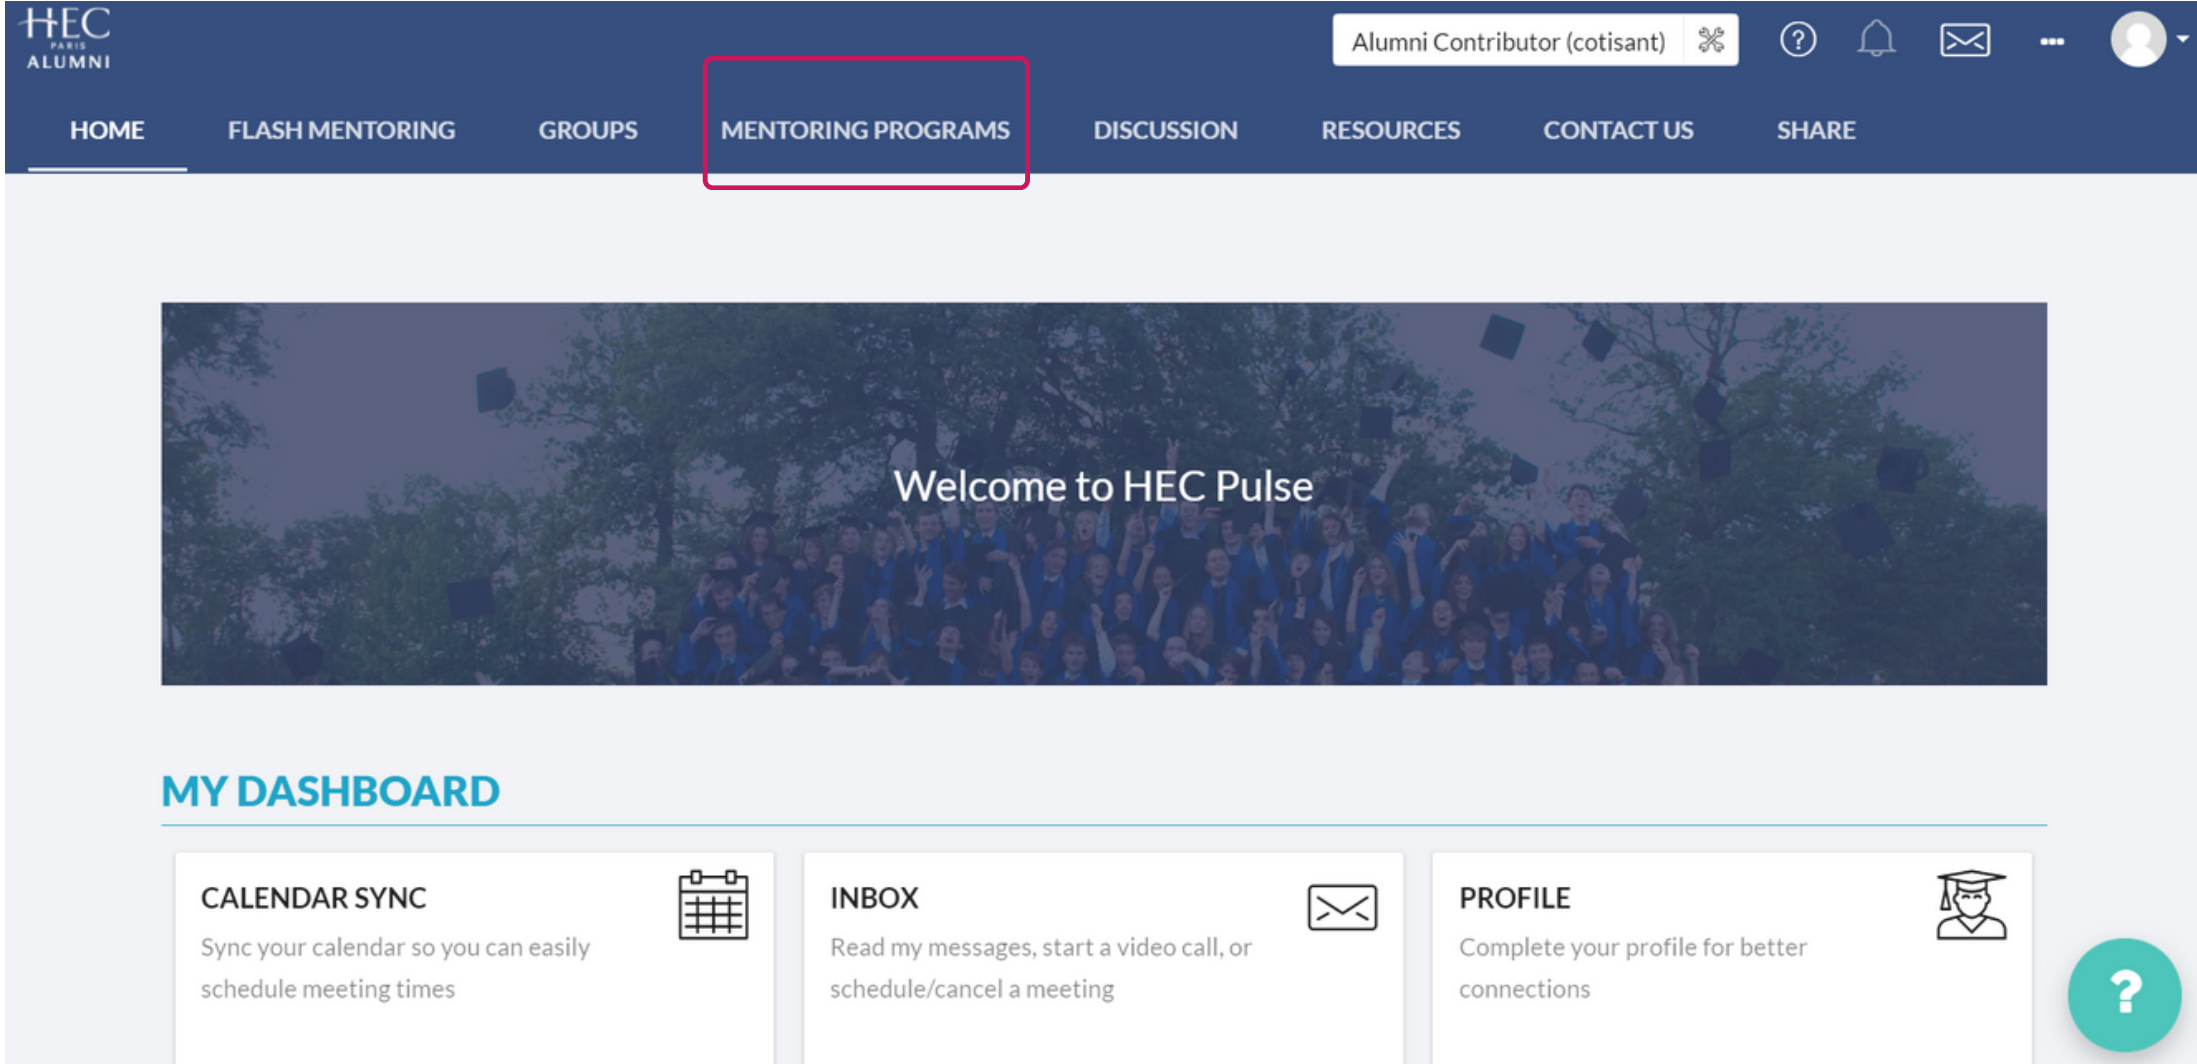 HEC
PARIS
ALUMNI
Alumni Contributor (cotisant)
HOME FLASH MENTORING GROUPS MENTORING PROGRAMS DISCUSSION RESOURCES CONTACT US SHARE
Welcome to HEC Pulse
MY DASHBOARD
CALENDAR SYNC
Sync your calendar so you can easily
schedule meeting times
INBOX
Read my messages, start a video call, or
schedule/cancel a meeting
PROFILE
Complete your profile for better
connections
?